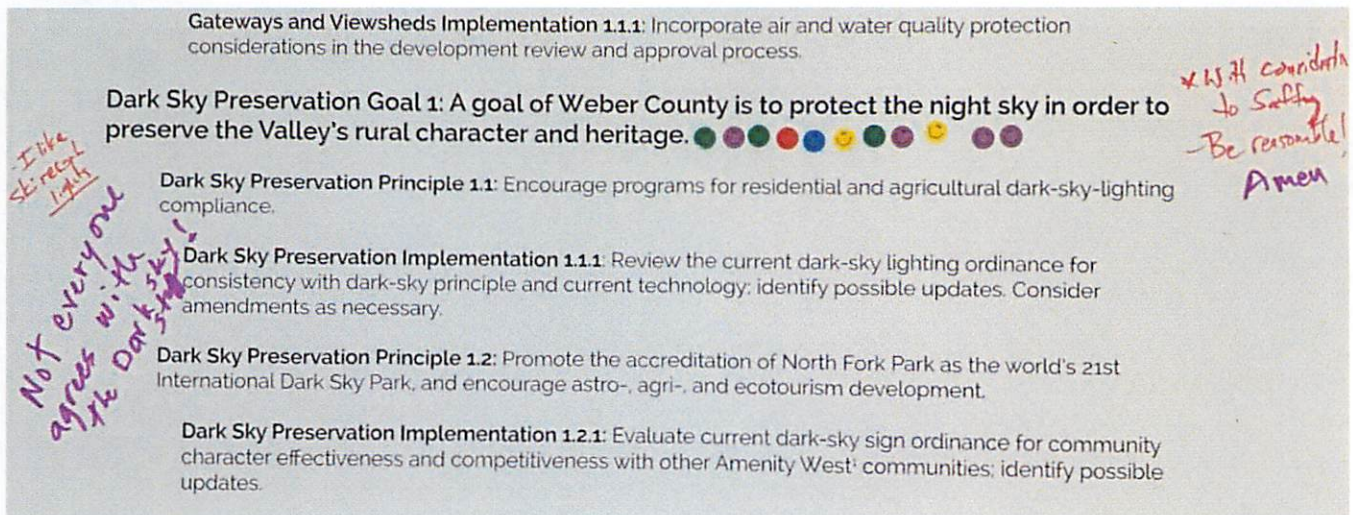 Gateways and Viewsheds Implementation 1.1.1: Incorporate air and water quality protection
considerations in the development review and approval process.
Dark Sky Preservation Goal 1: A goal of Weber County is to protect the night sky in order to
preserve the Valley's rural character and heritage.
* With
to Safty
- Be reasonable!
Amen
- I like
street
lights
Not everyone
agrees with
the Dark sky!
Dark Sky Preservation Principle 1.1: Encourage programs for residential and agricultural dark-sky-lighting
compliance.
Dark Sky Preservation Implementation 1.1.1: Review the current dark-sky lighting ordinance for
consistency with dark-sky principle and current technology; identify possible updates. Consider
amendments as necessary.
Dark Sky Preservation Principle 1.2: Promote the accreditation of North Fork Park as the world's 21st
International Dark Sky Park, and encourage astro-, agri-, and ecotourism development.
Dark Sky Preservation Implementation 1.2.1: Evaluate current dark-sky sign ordinance for community
character effectiveness and competitiveness with other Amenity West¹ communities; identify possible
updates.